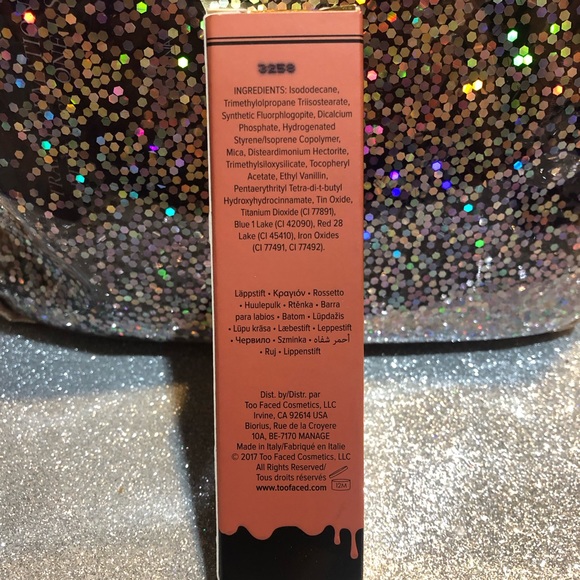 3258
INGREDIENTS: Isododecane,
Trimethylolpropane Triisostearate,
Synthetic Fluorphlogopite, Dicalcium
Phosphate, Hydrogenated
Styrene/Isoprene Copolymer,
Mica, Disteardimonium Hectorite,
Trimethylsiloxysilicate, Tocopheryl
Acetate, Ethyl Vanillin,
Pentaerythrityl Tetra-di-t-butyl
Hydroxyhydrocinnamate, Tin Oxide,
Titanium Dioxide (CI 77891),
Blue 1 Lake (CI 42090), Red 28
Lake (CI 45410), Iron Oxides
(CI 77491, CI 77492).
Läppstift • Κραγιόν • Rossetto
• Huulepulk • Rtěnka • Barra
para labios • Batom • Lūpdažis
• Lūpu krāsa • Læbestift • Leppestift
• Червило • Szminka • أحمر شفاه
• Ruj • Lippenstift
Dist. by/Distr. par
Too Faced Cosmetics, LLC
Irvine, CA 92614 USA
Biorius, Rue de la Croyere
10A, BE-7170 MANAGE
Made in Italy/Fabriqué en Italie
© 2017 Too Faced Cosmetics, LLC
All Rights Reserved/
Tous droits réservés
www.toofaced.com
12M